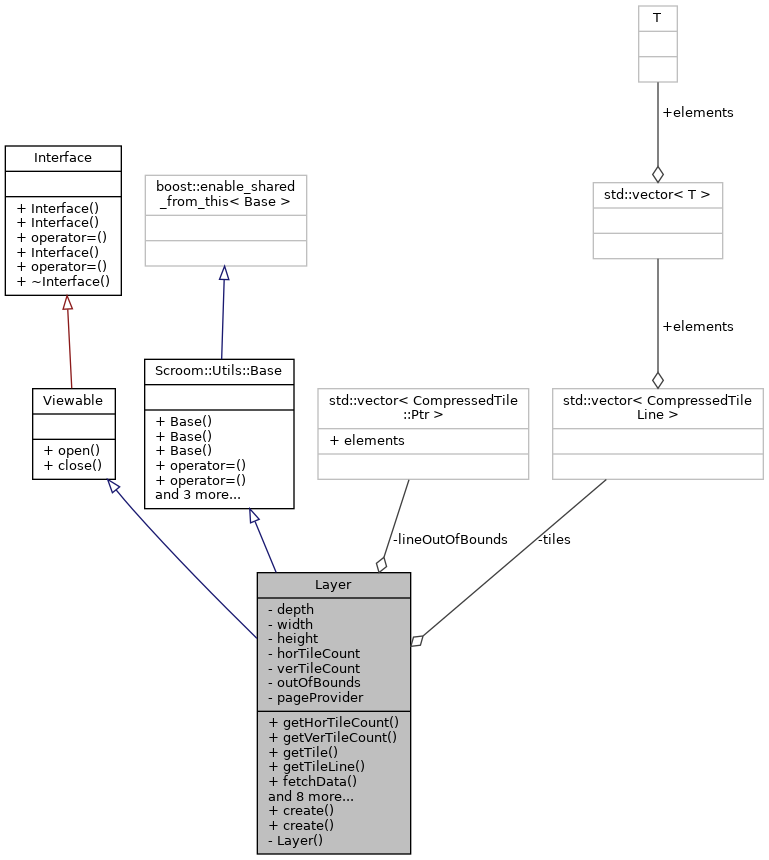 T
+elements
Interface
+ Interface()
+ Interface()
+ operator=()
+ Interface()
+ operator=()
+ ~Interface()
boost::enable_shared
_from_this< Base >
std::vector< T >
+elements
Viewable
+ open()
+ close()
Scroom::Utils::Base
+ Base()
+ Base()
+ Base()
+ operator=()
+ operator=()
and 3 more...
std::vector< CompressedTile
::Ptr >
+ elements
std::vector< CompressedTile
Line >
-lineOutOfBounds
-tiles
Layer
- depth
- width
- height
- horTileCount
- verTileCount
- outOfBounds
- pageProvider
+ getHorTileCount()
+ getVerTileCount()
+ getTile()
+ getTileLine()
+ fetchData()
and 8 more...
+ create()
+ create()
- Layer()